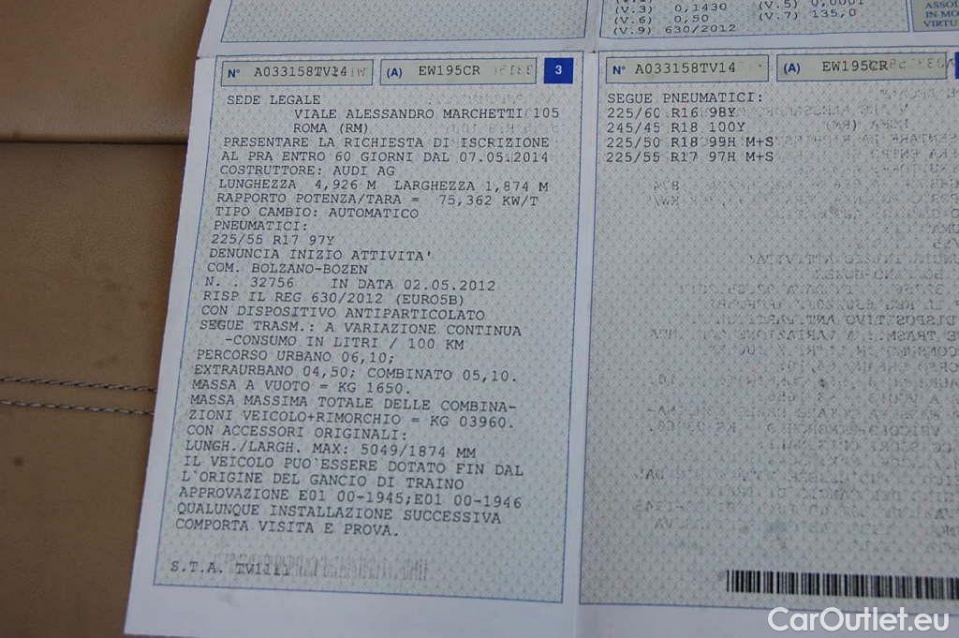 (V.3) 0,1430 (V.5) 0,0001
(V.6) 0,50 (V.7) 135,0
(V.9) 630/2012
IN MO
VIRTU
N° A033158TV14 (A) EW195CR 3
SEDE LEGALE
VIALE ALESSANDRO MARCHETTI 105
ROMA (RM)
PRESENTARE LA RICHIESTA DI ISCRIZIONE
AL PRA ENTRO 60 GIORNI DAL 07.05.2014
COSTRUTTORE: AUDI AG
LUNGHEZZA 4,926 M LARGHEZZA 1,874 M
RAPPORTO POTENZA/TARA = 75,362 KW/T
TIPO CAMBIO: AUTOMATICO
PNEUMATICI:
225/55 R17 97Y
DENUNCIA INIZIO ATTIVITA'
COM. BOLZANO-BOZEN
N. . 32756 IN DATA 02.05.2012
RISP IL REG 630/2012 (EURO5B)
CON DISPOSITIVO ANTIPARTICOLATO
SEGUE TRASM.: A VARIAZIONE CONTINUA
-CONSUMO IN LITRI / 100 KM
PERCORSO URBANO 06,10;
EXTRAURBANO 04,50; COMBINATO 05,10.
MASSA A VUOTO = KG 1650.
MASSA MASSIMA TOTALE DELLE COMBINA-
ZIONI VEICOLO+RIMORCHIO = KG 03960.
CON ACCESSORI ORIGINALI:
LUNGH./LARGH. MAX: 5049/1874 MM
IL VEICOLO PUO'ESSERE DOTATO FIN DAL
L'ORIGINE DEL GANCIO DI TRAINO
APPROVAZIONE E01 00-1945;E01 00-1946
QUALUNQUE INSTALLAZIONE SUCCESSIVA
COMPORTA VISITA E PROVA.
S.T.A. TV1111
N° A033158TV14 (A) EW195CR
SEGUE PNEUMATICI:
225/60 R16 98Y
245/45 R18 100Y
225/50 R18 99H M+S
225/55 R17 97H M+S
CarOutlet.eu